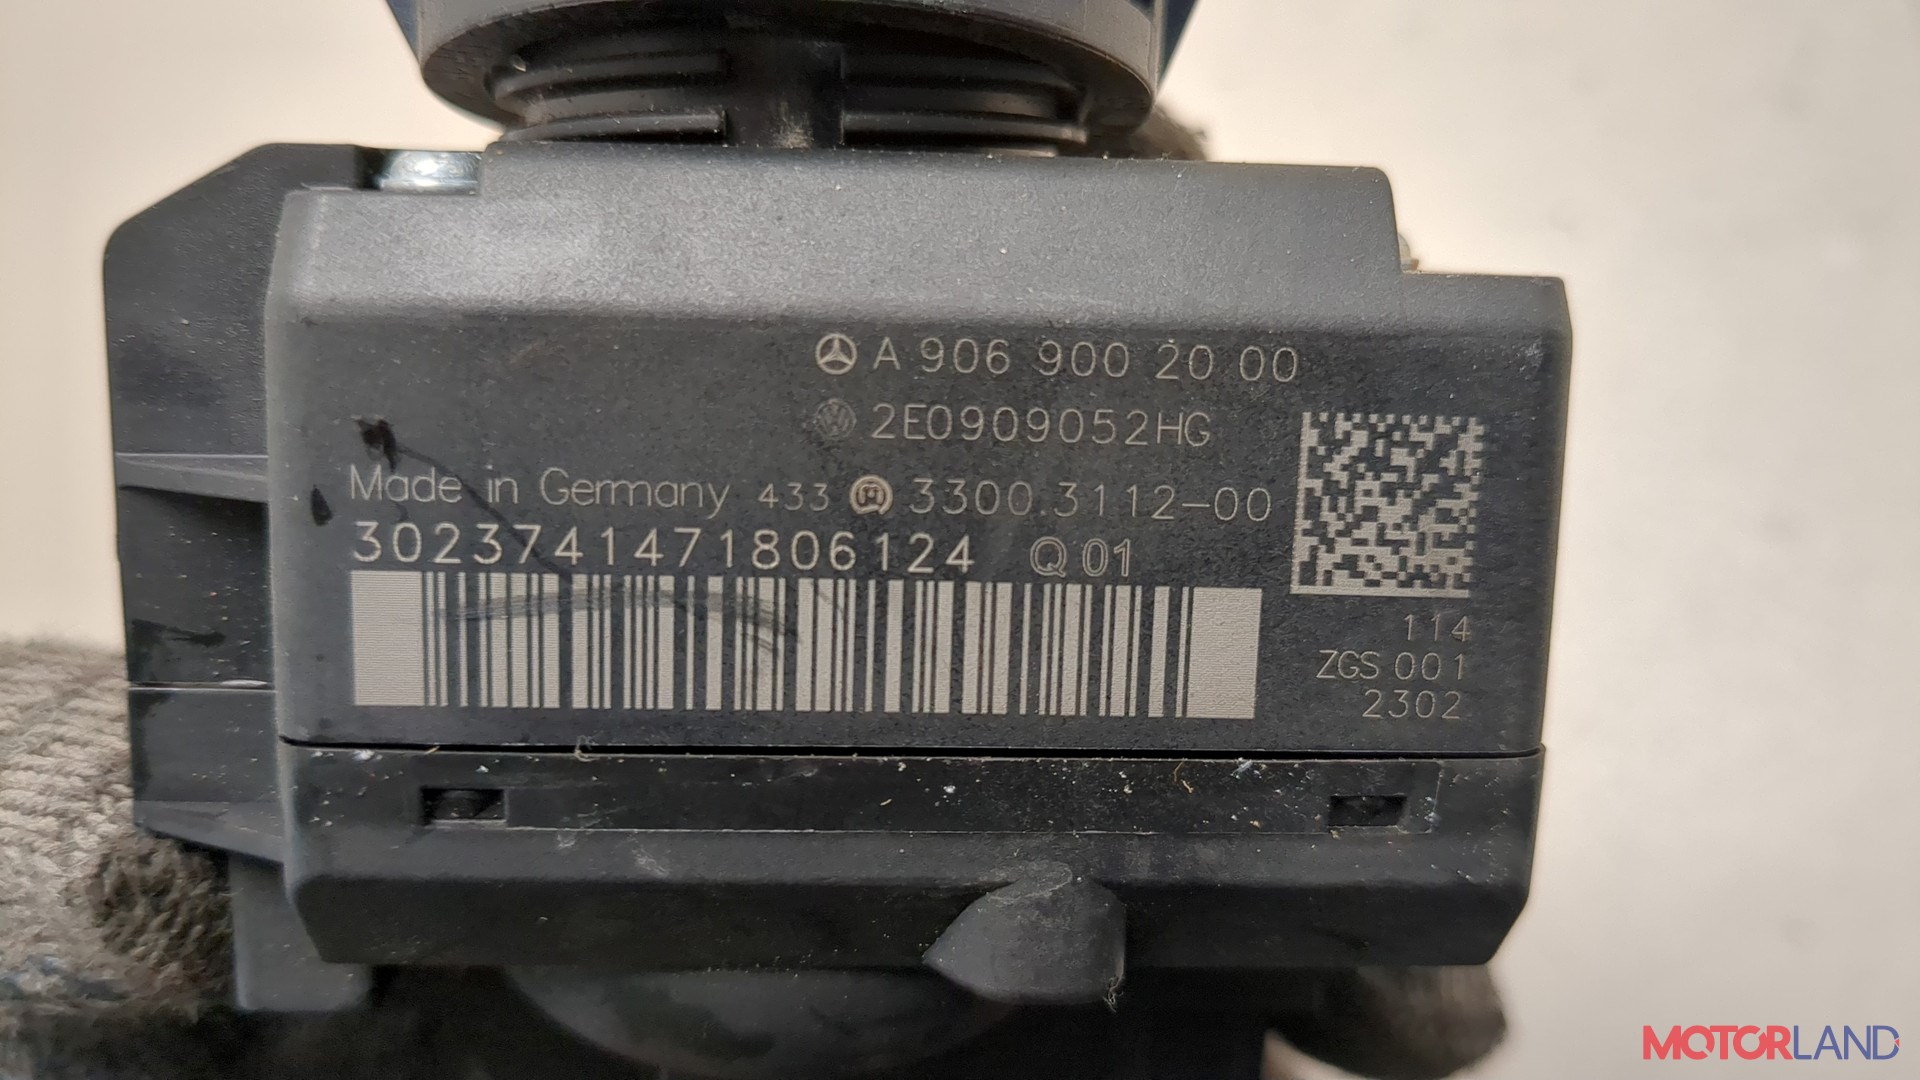 A 906 900 20 00
2E0909052HG
Made in Germany 433 3300.3112-00
3023741471806124 Q01
114
ZGS 001
2302
MOTORLAND